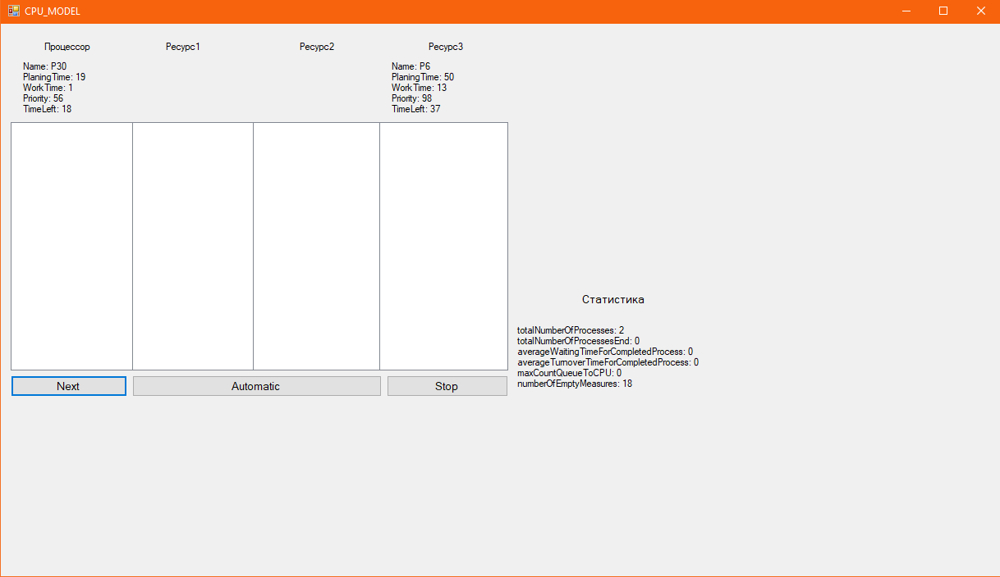 CPU_MODEL
Процессор Ресурс1 Ресурс2 Ресурс3
Name: P30
PlaningTime: 19
WorkTime: 1
Priority: 56
TimeLeft: 18
Name: P6
PlaningTime: 50
WorkTime: 13
Priority: 98
TimeLeft: 37
Next Automatic Stop
Статистика
totalNumberOfProcesses: 2
totalNumberOfProcessesEnd: 0
averageWaitingTimeForCompletedProcess: 0
averageTurnoverTimeForCompletedProcess: 0
maxCountQueueToCPU: 0
numberOfEmptyMeasures: 18